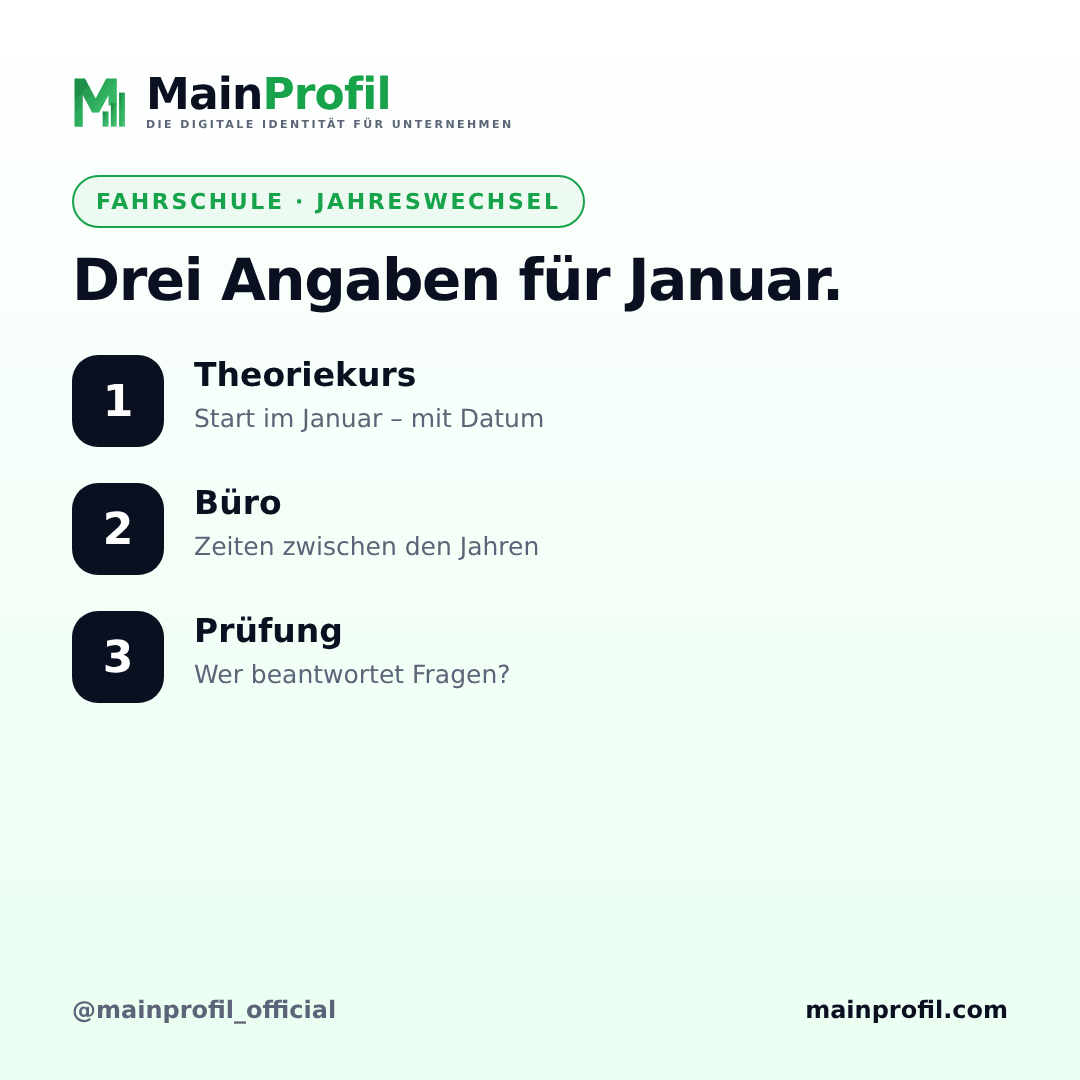 MainProfil
DIE DIGITALE IDENTITÄT FÜR UNTERNEHMEN
FAHRSCHULE · JAHRESWECHSEL
Drei Angaben für Januar.
1
Theoriekurs
Start im Januar – mit Datum
2
Büro
Zeiten zwischen den Jahren
3
Prüfung
Wer beantwortet Fragen?
@mainprofil_official
mainprofil.com